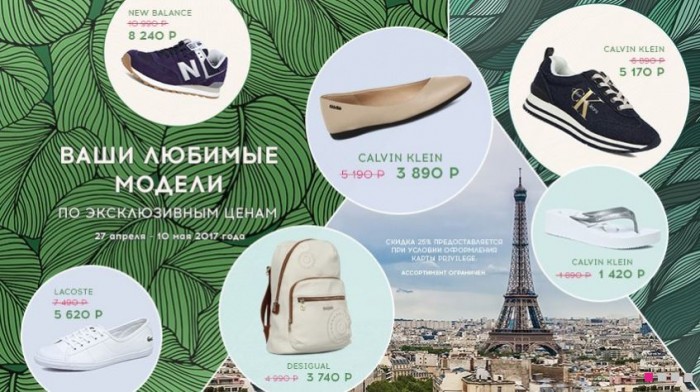 NEW BALANCE
10 990 Р
8 240 Р
N
ВАШИ ЛЮБИМЫЕ
МОДЕЛИ
ПО ЭКСКЛЮЗИВНЫМ ЦЕНАМ
27 апреля - 10 мая 2017 года
LACOSTE
7 490 Р
5 620 Р
CALVIN KLEIN
5 190 Р 3 890 Р
CALVIN KLEIN
6 890 Р
5 170 Р
CK
СКИДКА 25% ПРЕДОСТАВЛЯЕТСЯ
ПРИ УСЛОВИИ ОФОРМЛЕНИЯ
КАРТЫ PRIVILEGE.
АССОРТИМЕНТ ОГРАНИЧЕН.
CALVIN KLEIN
1 890 Р 1 420 Р
DESIGUAL
4 990 Р 3 740 Р